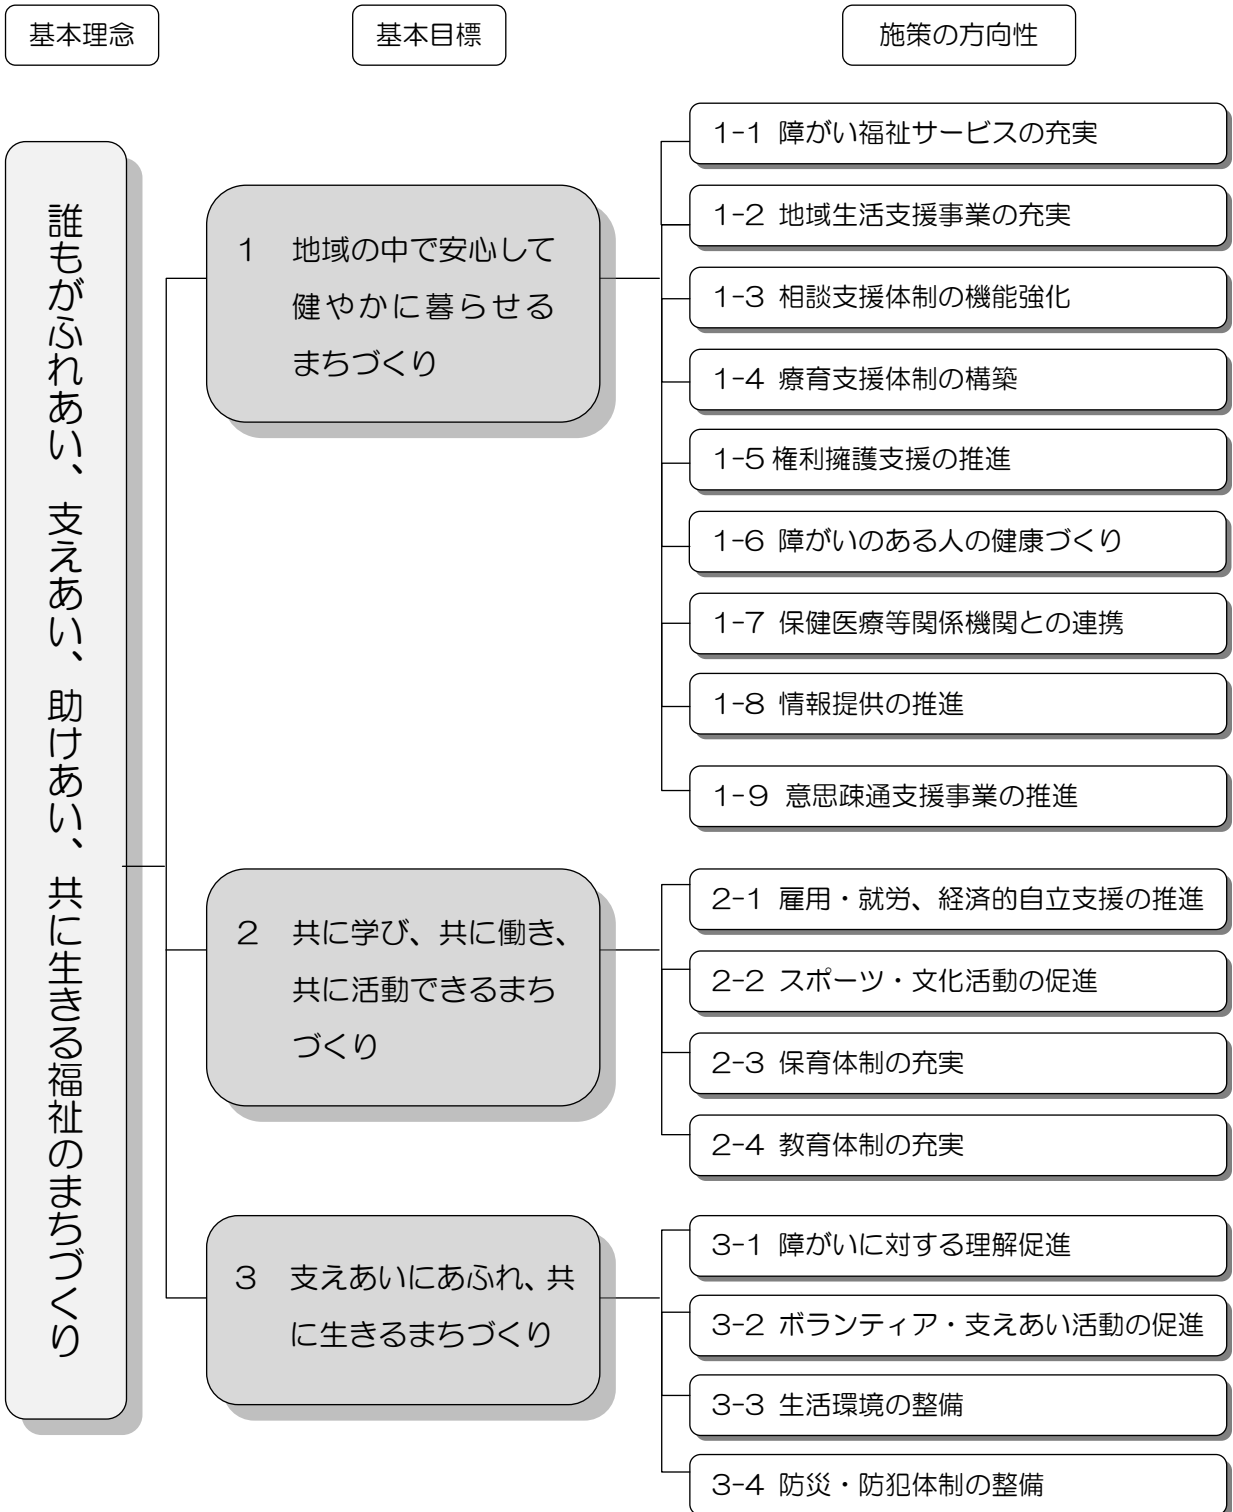 基本理念
基本目標
施策の方向性
誰もがふれあい、支えあい、助けあい、共に生きる福祉のまちづくり
1 地域の中で安心して
健やかに暮らせる
まちづくり
1-1 障がい福祉サービスの充実
1-2 地域生活支援事業の充実
1-3 相談支援体制の機能強化
1-4 療育支援体制の構築
1-5 権利擁護支援の推進
1-6 障がいのある人の健康づくり
1-7 保健医療等関係機関との連携
1-8 情報提供の推進
1-9 意思疎通支援事業の推進
2 共に学び、共に働き、
共に活動できるまち
づくり
2-1 雇用・就労、経済的自立支援の推進
2-2 スポーツ・文化活動の促進
2-3 保育体制の充実
2-4 教育体制の充実
3 支えあいにあふれ、共
に生きるまちづくり
3-1 障がいに対する理解促進
3-2 ボランティア・支えあい活動の促進
3-3 生活環境の整備
3-4 防災・防犯体制の整備